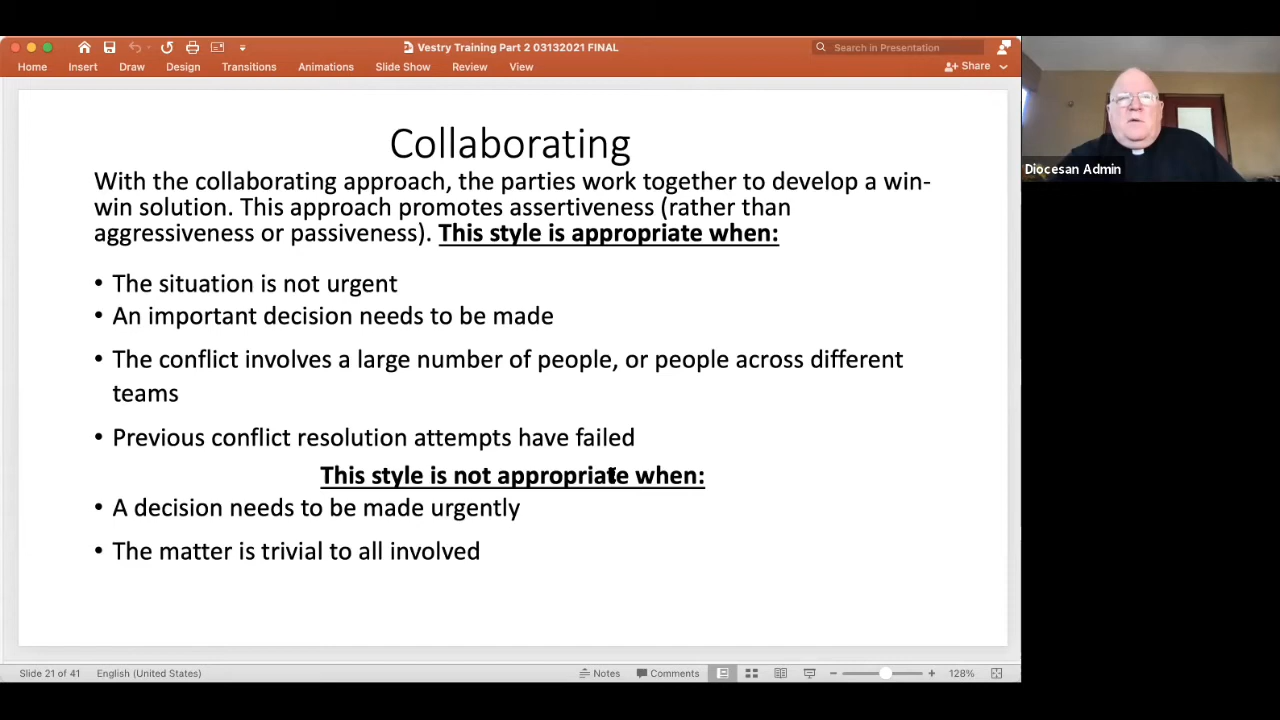 Vestry Training Part 2 03132021 FINAL
Search in Presentation
Home Insert Draw Design Transitions Animations Slide Show Review View
Share
Collaborating
With the collaborating approach, the parties work together to develop a win-
win solution. This approach promotes assertiveness (rather than
aggressiveness or passiveness). This style is appropriate when:
• The situation is not urgent
• An important decision needs to be made
• The conflict involves a large number of people, or people across different
teams
• Previous conflict resolution attempts have failed
This style is not appropriate when:
• A decision needs to be made urgently
• The matter is trivial to all involved
Slide 21 of 41 English (United States)
Notes Comments 128%
Diocesan Admin